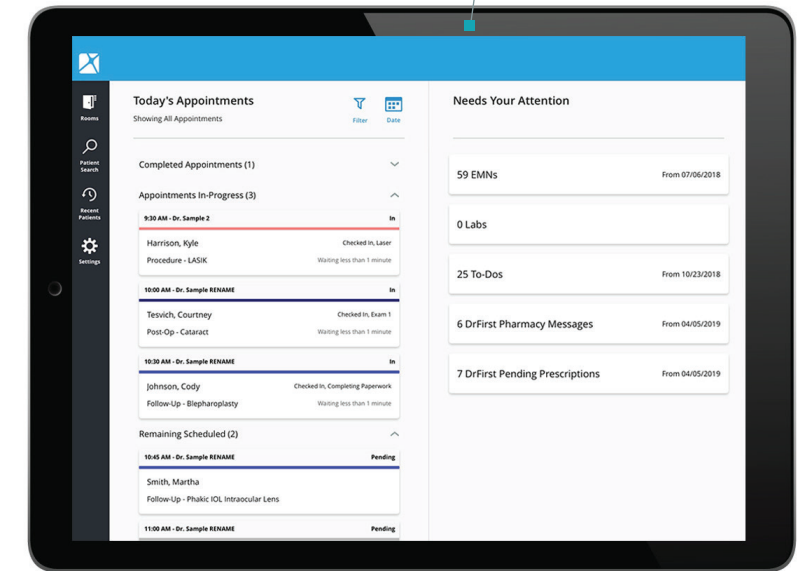 Rooms
Patient
Search
Recent
Patients
Settings
Today's Appointments
Showing All Appointments
Filter
Date
Completed Appointments (1)
Appointments In-Progress (3)
9:30 AM - Dr. Sample 2 In
Harrison, Kyle Checked In, Laser
Procedure - LASIK Waiting less than 1 minute
10:00 AM - Dr. Sample RENAME In
Tesvich, Courtney Checked In, Exam 1
Post-Op - Cataract Waiting less than 1 minute
10:30 AM - Dr. Sample RENAME In
Johnson, Cody Checked In, Completing Paperwork
Follow-Up - Blepharoplasty Waiting less than 1 minute
Remaining Scheduled (2)
10:45 AM - Dr. Sample RENAME Pending
Smith, Martha
Follow-Up - Phakic IOL Intraocular Lens
11:00 AM - Dr. Sample RENAME Pending
Needs Your Attention
59 EMNs From 07/06/2018
0 Labs
25 To-Dos From 10/23/2018
6 DrFirst Pharmacy Messages From 04/05/2019
7 DrFirst Pending Prescriptions From 04/05/2019